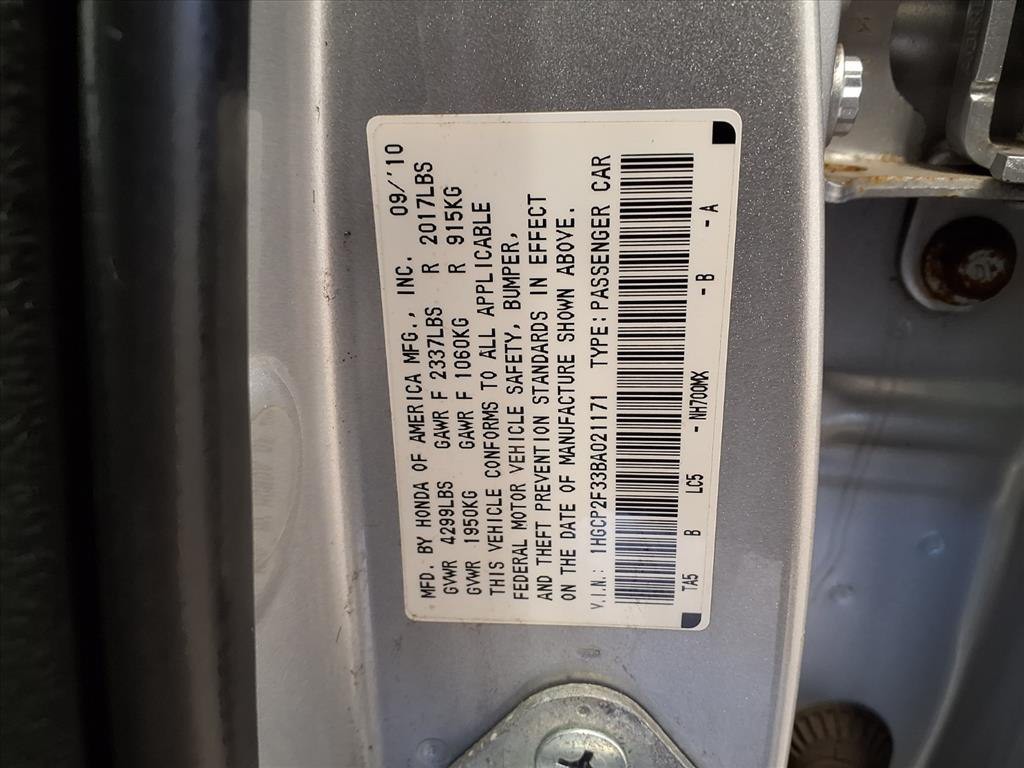 MFD. BY HONDA OF AMERICA MFG., INC. 09/'10
GVWR 4299LBS GAWR F 2337LBS R 2017LBS
GVWR 1950KG GAWR F 1060KG R 915KG
THIS VEHICLE CONFORMS TO ALL APPLICABLE
FEDERAL MOTOR VEHICLE SAFETY, BUMPER,
AND THEFT PREVENTION STANDARDS IN EFFECT
ON THE DATE OF MANUFACTURE SHOWN ABOVE.
V.I.N.: 1HGCP2F33BA021171 TYPE: PASSENGER CAR
TA5 B LC5 - NH700MX - B - A